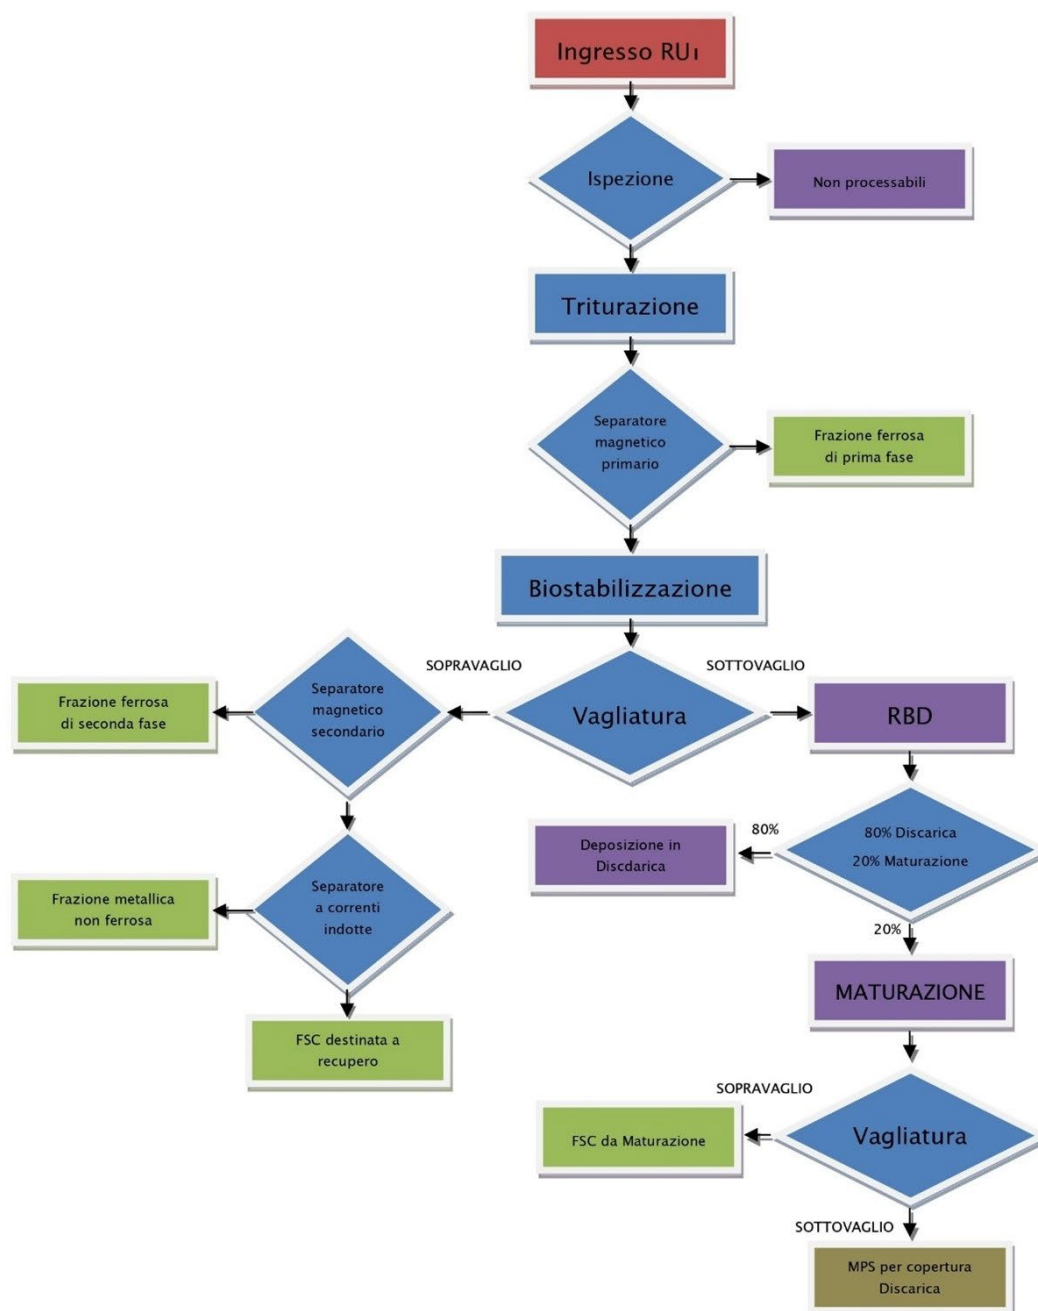 Ingresso RUı
Ispezione
Non processabili
Triturazione
Separatore
magnetico
primario
Frazione ferrosa
di prima fase
Biostabilizzazione
SOPRAVAGLIO
SOTTOVAGLIO
Frazione ferrosa
di seconda fase
Separatore
magnetico
secondario
Vagliatura
RBD
Deposizione in
Discdarica
80%
80% Discarica
20% Maturazione
Frazione metallica
non ferrosa
Separatore
a correnti
indotte
20%
MATURAZIONE
FSC destinata a
recupero
SOPRAVAGLIO
FSC da Maturazione
Vagliatura
SOTTOVAGLIO
MPS per copertura
Discarica